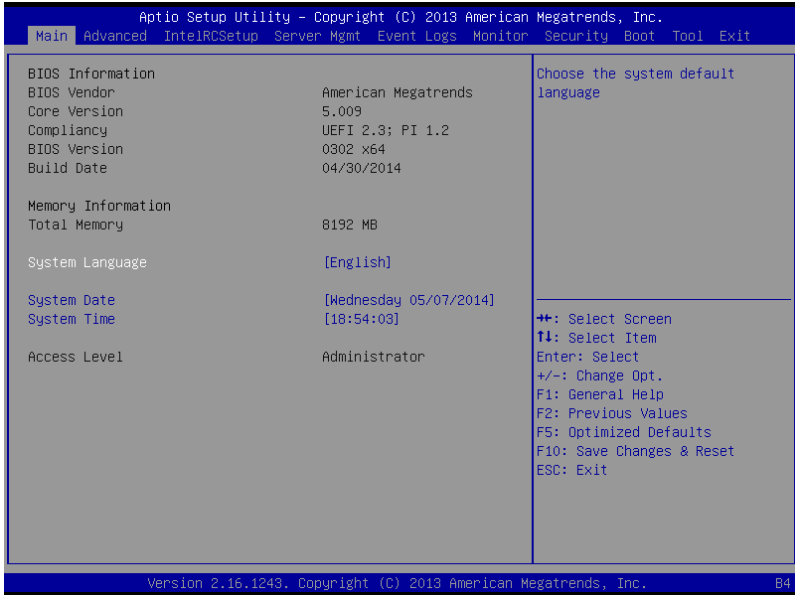 Aptio Setup Utility – Copyright (C) 2013 American Megatrends, Inc.
Main Advanced IntelRCSetup Server Mgmt Event Logs Monitor Security Boot Tool Exit
BIOS Information
BIOS Vendor American Megatrends
Core Version 5.009
Compliancy UEFI 2.3; PI 1.2
BIOS Version 0302 x64
Build Date 04/30/2014
Memory Information
Total Memory 8192 MB
System Language [English]
System Date [Wednesday 05/07/2014]
System Time [18:54:03]
Access Level Administrator
Choose the system default
language
→←: Select Screen
↑↓: Select Item
Enter: Select
+/-: Change Opt.
F1: General Help
F2: Previous Values
F5: Optimized Defaults
F10: Save Changes & Reset
ESC: Exit
Version 2.16.1243. Copyright (C) 2013 American Megatrends, Inc.
B4